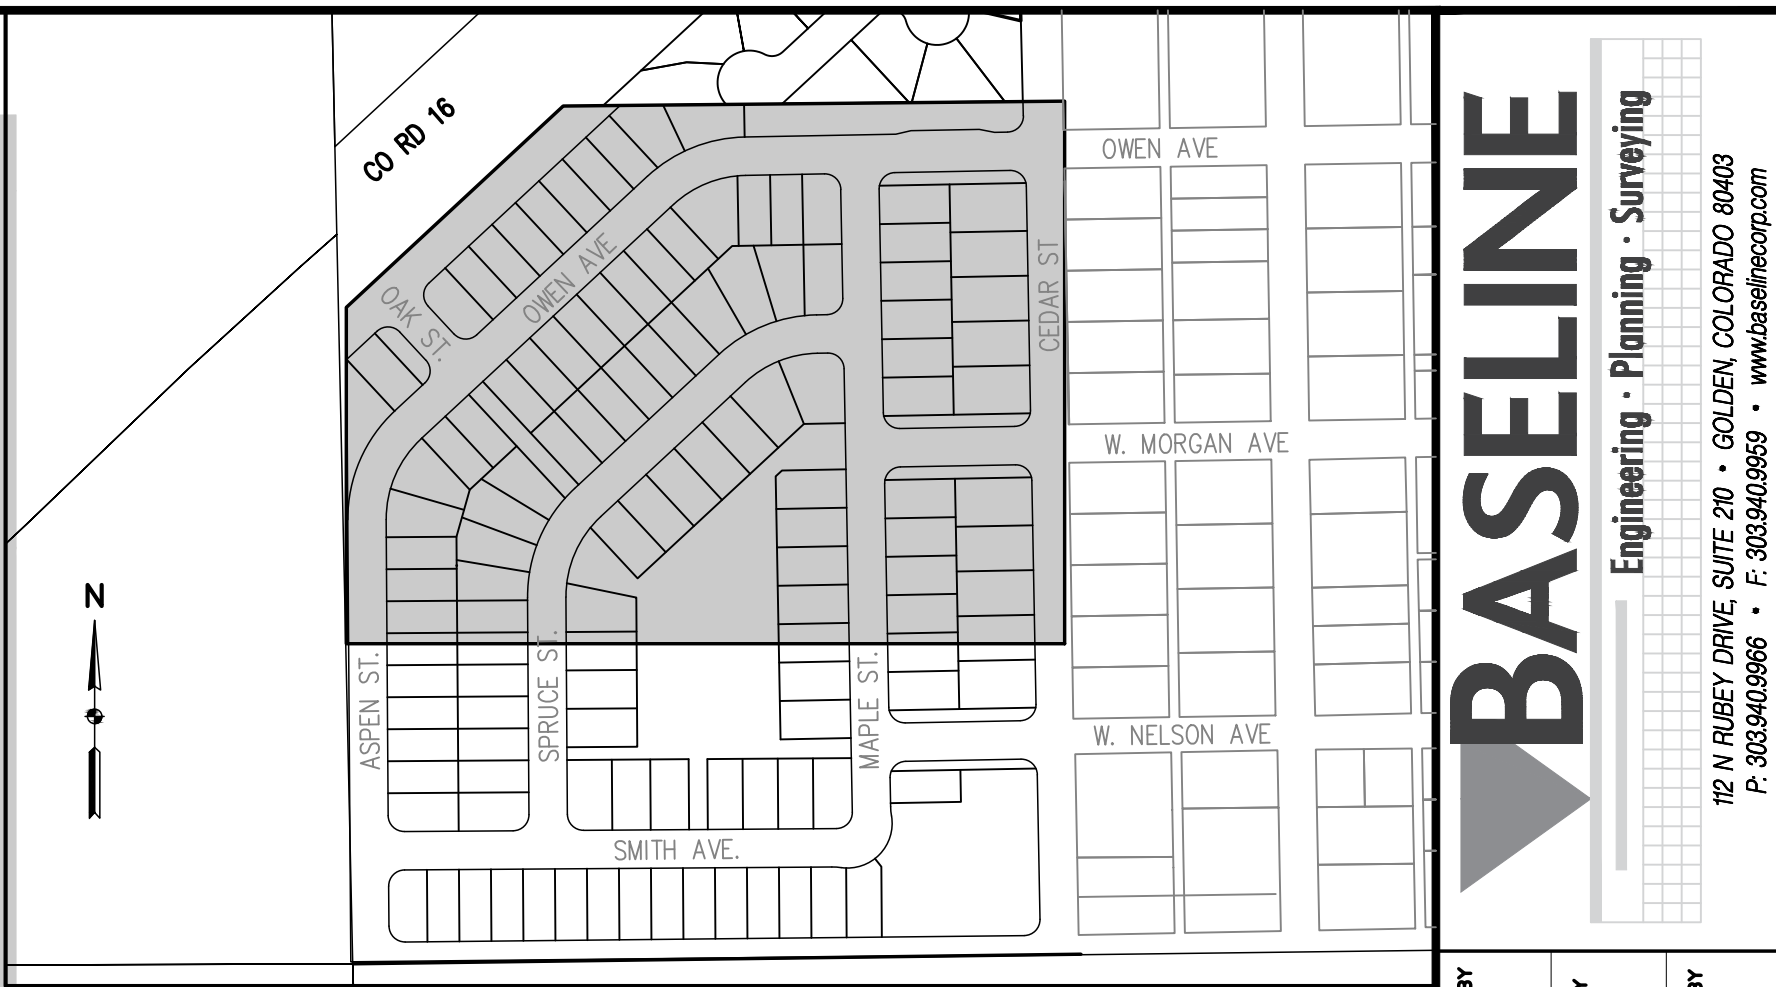 CO RD 16
OWEN AVE
OWEN AVE
OAK ST.
CEDAR ST
W. MORGAN AVE
N
ASPEN ST.
SPRUCE ST.
MAPLE ST.
W. NELSON AVE
SMITH AVE.
BASELINE
Engineering · Planning · Surveying
112 N RUBEY DRIVE, SUITE 210 • GOLDEN, COLORADO 80403
P: 303.940.9966 • F: 303.940.9959 • www.baselinecorp.com
BY
Y
BY